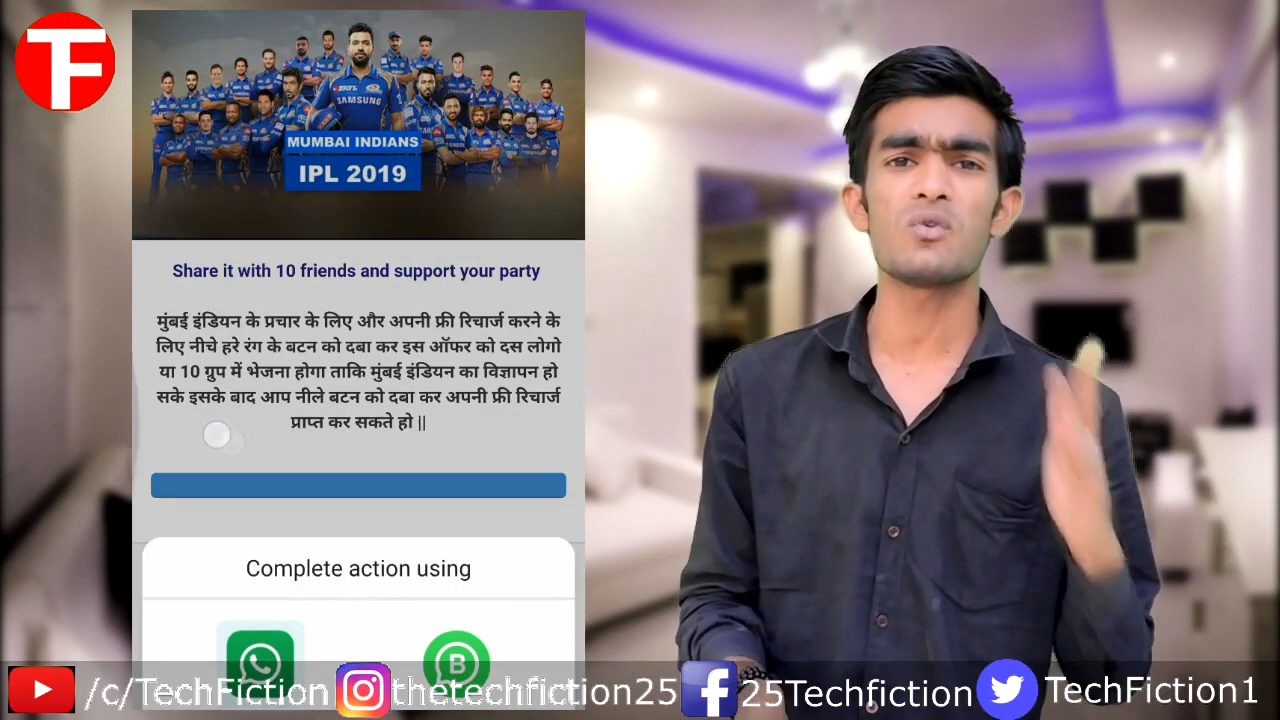 TF
SAMSUNG
MUMBAI INDIANS
IPL 2019
Share it with 10 friends and support your party
मुंबई इंडियन के प्रचार के लिए और अपनी फ्री रिचार्ज करने के
लिए नीचे हरे रंग के बटन को दबा कर इस ऑफर को दस लोगो
या 10 ग्रुप में भेजना होगा ताकि मुंबई इंडियन का विज्ञापन हो
सके इसके बाद आप नीले बटन को दबा कर अपनी फ्री रिचार्ज
प्राप्त कर सकते हो ||
Complete action using
B
/c/TechFiction thetechfiction25 25Techfiction TechFiction1